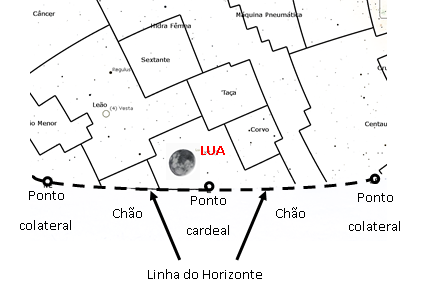 Câncer
Hidra Fêmea
Máquina Pneumática
Sextante
Regulus
Leão
(4) Vesta
Taça
io Menor
Corvo
Centau
LUA
Ponto
colateral
Chão
Ponto
cardeal
Chão
Ponto
colateral
Linha do Horizonte